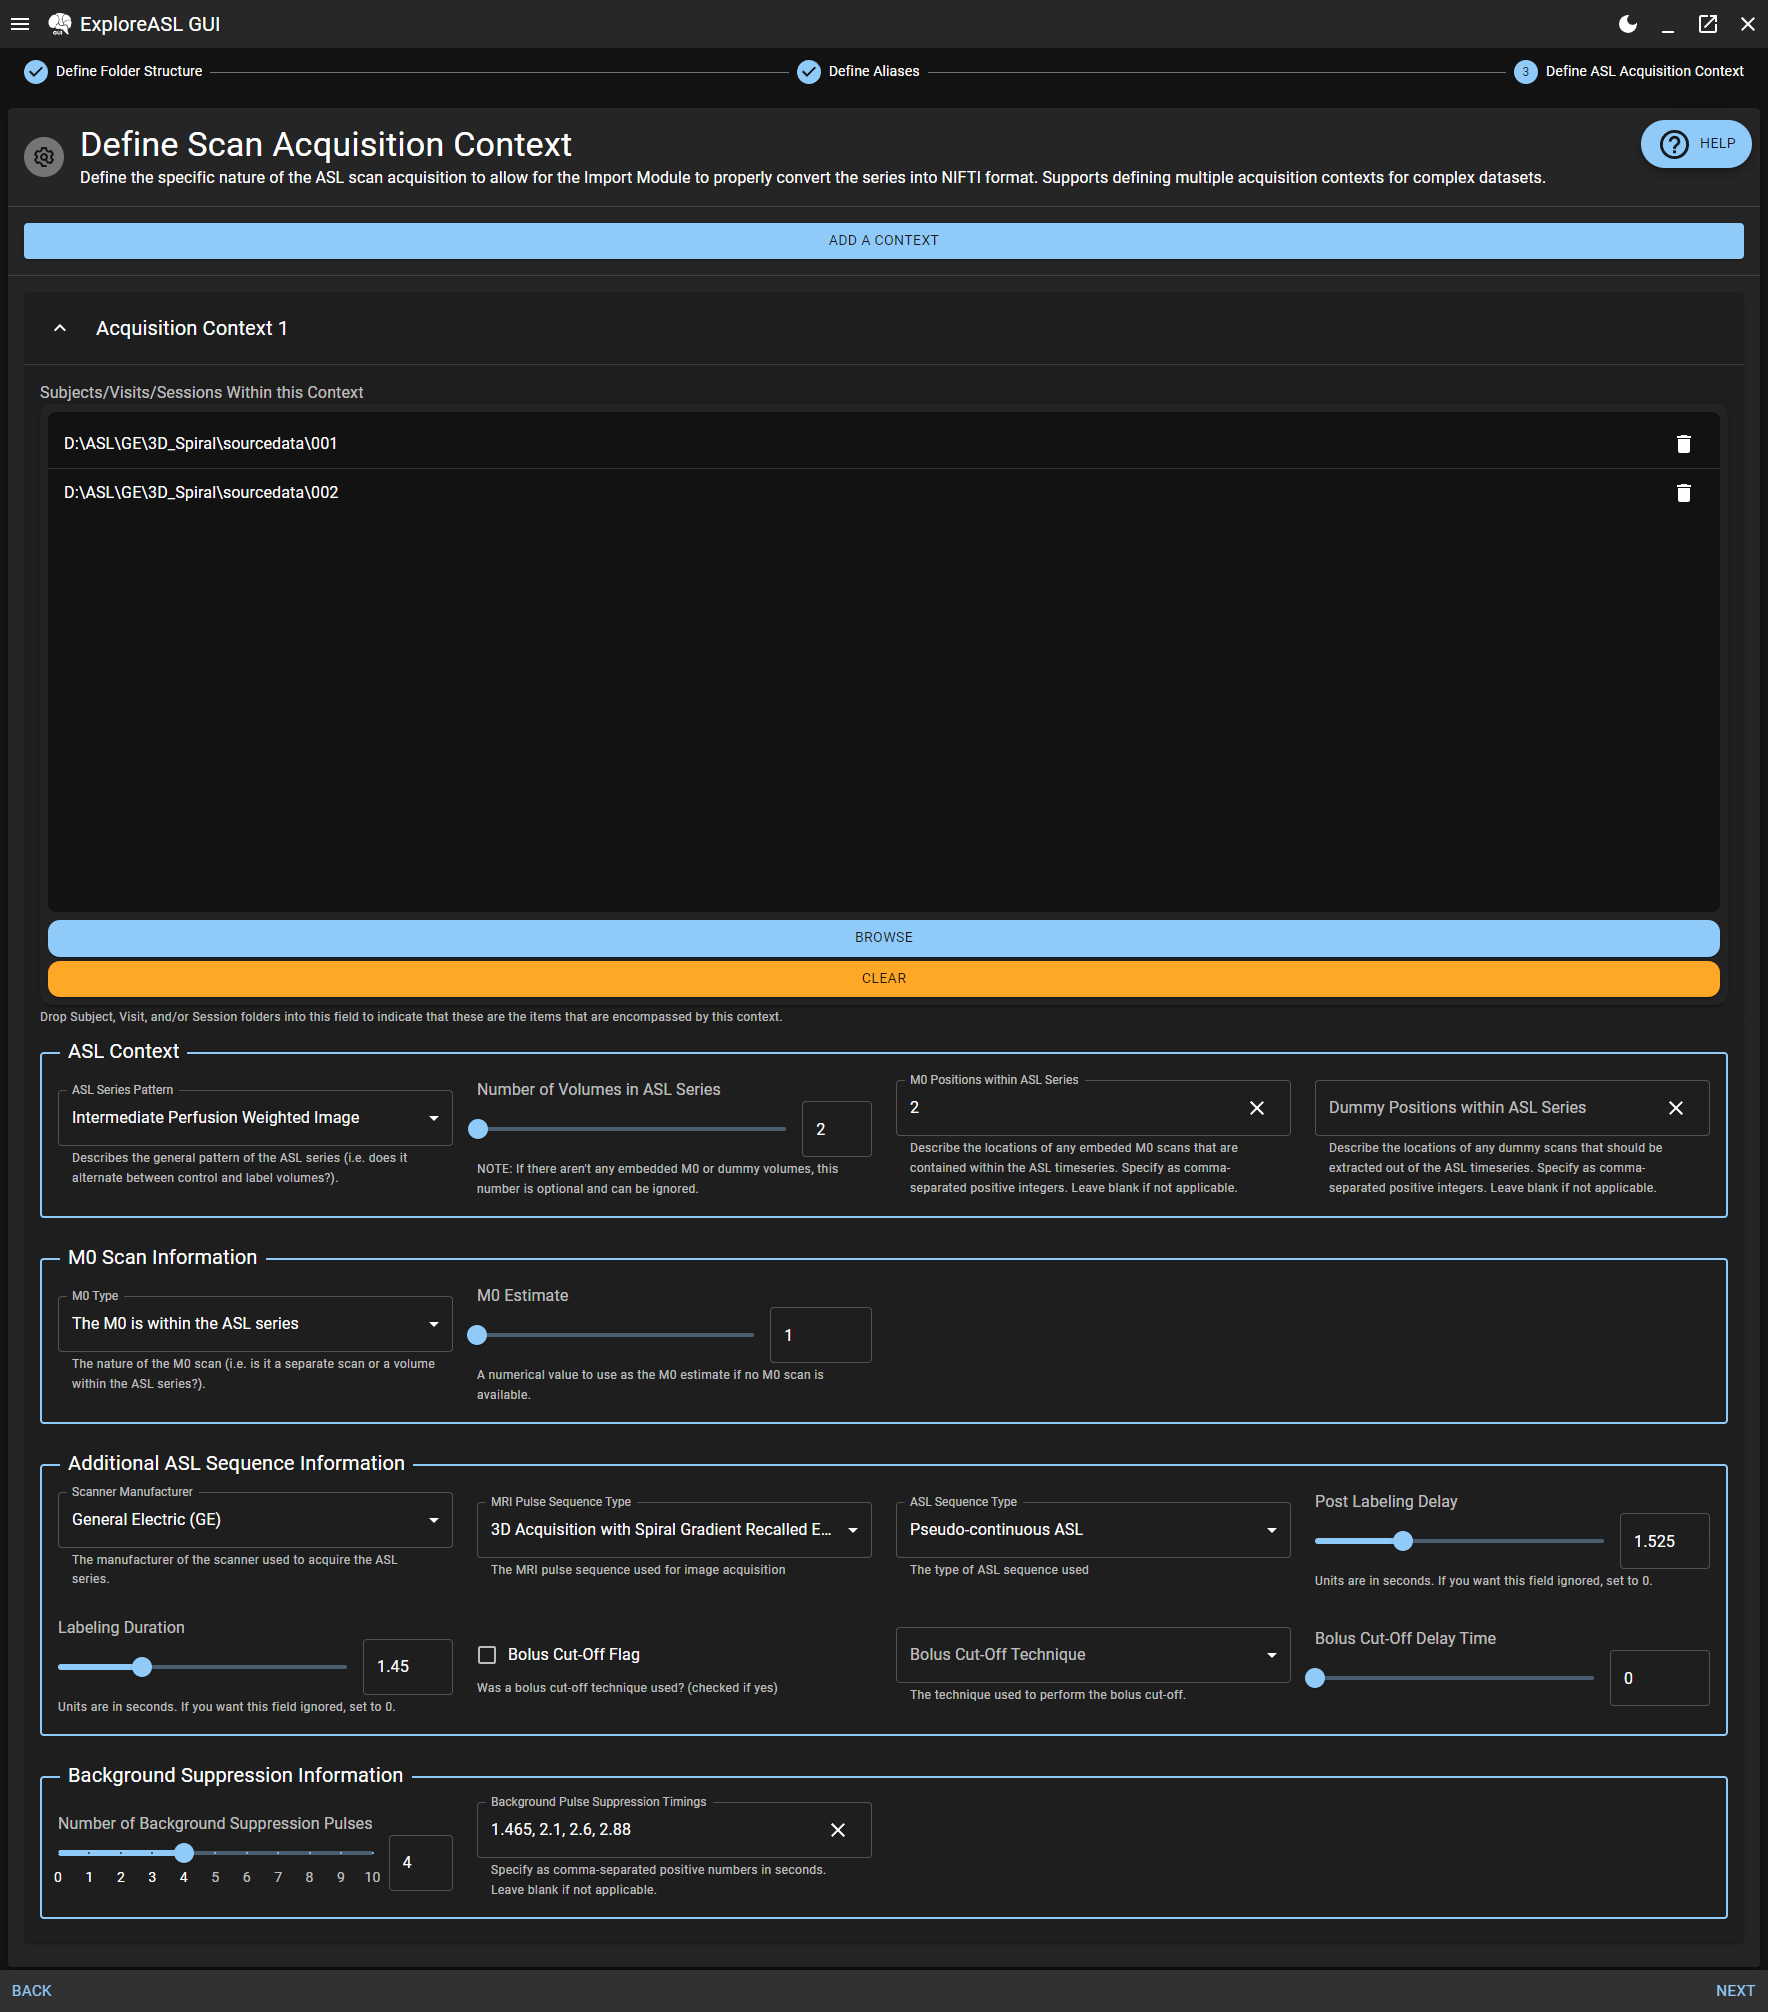 ExploreASL GUI
Define Folder Structure
Define Aliases
3 Define ASL Acquisition Context
Define Scan Acquisition Context
HELP
Define the specific nature of the ASL scan acquisition to allow for the Import Module to properly convert the series into NIFTI format. Supports defining multiple acquisition contexts for complex datasets.
ADD A CONTEXT
Acquisition Context 1
Subjects/Visits/Sessions Within this Context
D:\ASL\GE\3D_Spiral\sourcedata\001
D:\ASL\GE\3D_Spiral\sourcedata\002
BROWSE
CLEAR
Drop Subject, Visit, and/or Session folders into this field to indicate that these are the items that are encompassed by this context.
ASL Context
ASL Series Pattern
Intermediate Perfusion Weighted Image
Describes the general pattern of the ASL series (i.e. does it
alternate between control and label volumes?).
Number of Volumes in ASL Series
2
NOTE: If there aren't any embedded M0 or dummy volumes, this
number is optional and can be ignored.
M0 Positions within ASL Series
2
Describe the locations of any embeded M0 scans that are
contained within the ASL timeseries. Specify as comma-
separated positive integers. Leave blank if not applicable.
Dummy Positions within ASL Series
Describe the locations of any dummy scans that should be
extracted out of the ASL timeseries. Specify as comma-
separated positive integers. Leave blank if not applicable.
M0 Scan Information
M0 Type
The M0 is within the ASL series
The nature of the M0 scan (i.e. is it a separate scan or a volume
within the ASL series?).
M0 Estimate
1
A numerical value to use as the M0 estimate if no M0 scan is
available.
Additional ASL Sequence Information
Scanner Manufacturer
General Electric (GE)
The manufacturer of the scanner used to acquire the ASL
series.
MRI Pulse Sequence Type
3D Acquisition with Spiral Gradient Recalled E...
The MRI pulse sequence used for image acquisition
ASL Sequence Type
Pseudo-continuous ASL
The type of ASL sequence used
Post Labeling Delay
1.525
Units are in seconds. If you want this field ignored, set to 0.
Labeling Duration
1.45
Units are in seconds. If you want this field ignored, set to 0.
Bolus Cut-Off Flag
Was a bolus cut-off technique used? (checked if yes)
Bolus Cut-Off Technique
The technique used to perform the bolus cut-off.
Bolus Cut-Off Delay Time
0
Background Suppression Information
Number of Background Suppression Pulses
0 1 2 3 4 5 6 7 8 9 10
4
Background Pulse Suppression Timings
1.465, 2.1, 2.6, 2.88
Specify as comma-separated positive numbers in seconds.
Leave blank if not applicable.
BACK
NEXT